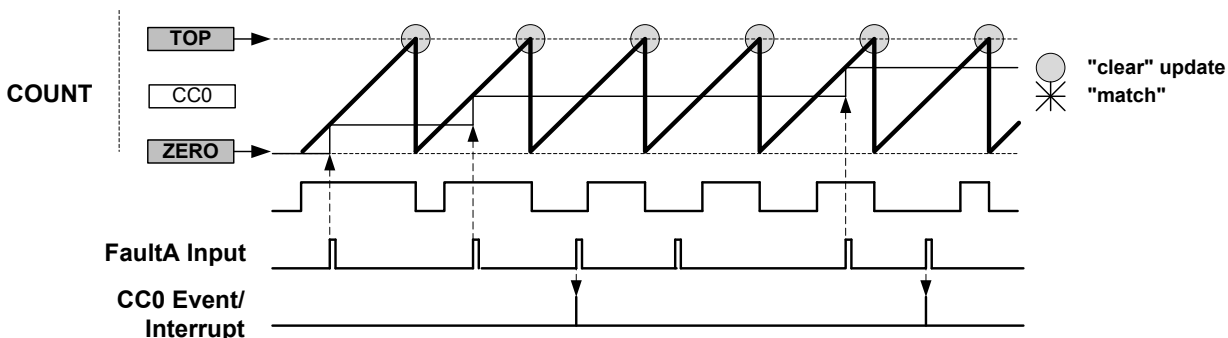 TOP
"clear" update
COUNT
CC0
"match"
ZERO
FaultA Input
CC0 Event/
Interrupt